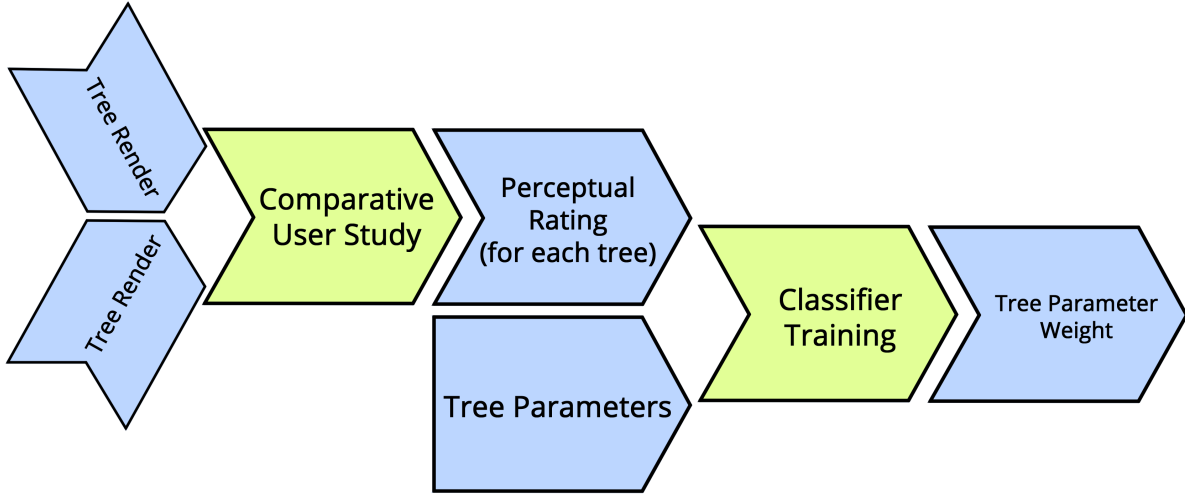 Tree Render
Tree Render
Comparative
User Study
Perceptual
Rating
(for each tree)
Tree Parameters
Classifier
Training
Tree Parameter
Weight